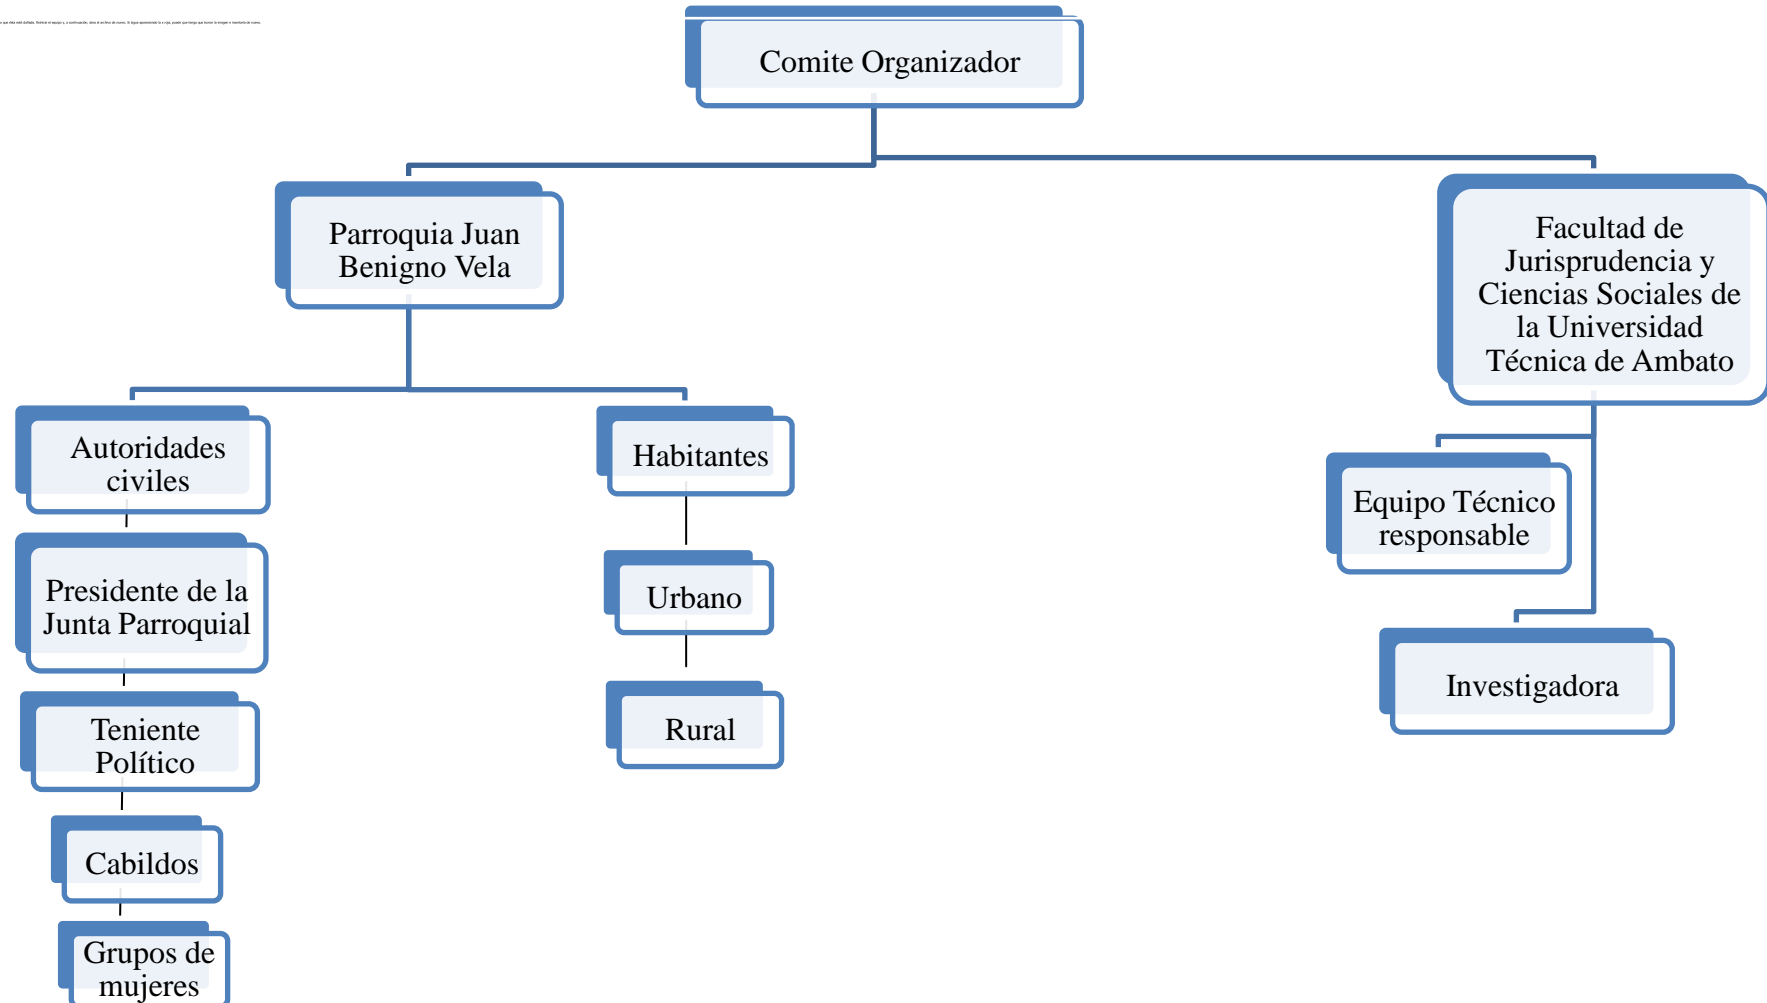 Comite Organizador
Parroquia Juan
Benigno Vela
Facultad de
Jurisprudencia y
Ciencias Sociales de
la Universidad
Técnica de Ambato
Autoridades
civiles
Habitantes
Equipo Técnico
responsable
Presidente de la
Junta Parroquial
Urbano
Investigadora
Teniente
Político
Rural
Cabildos
Grupos de
mujeres